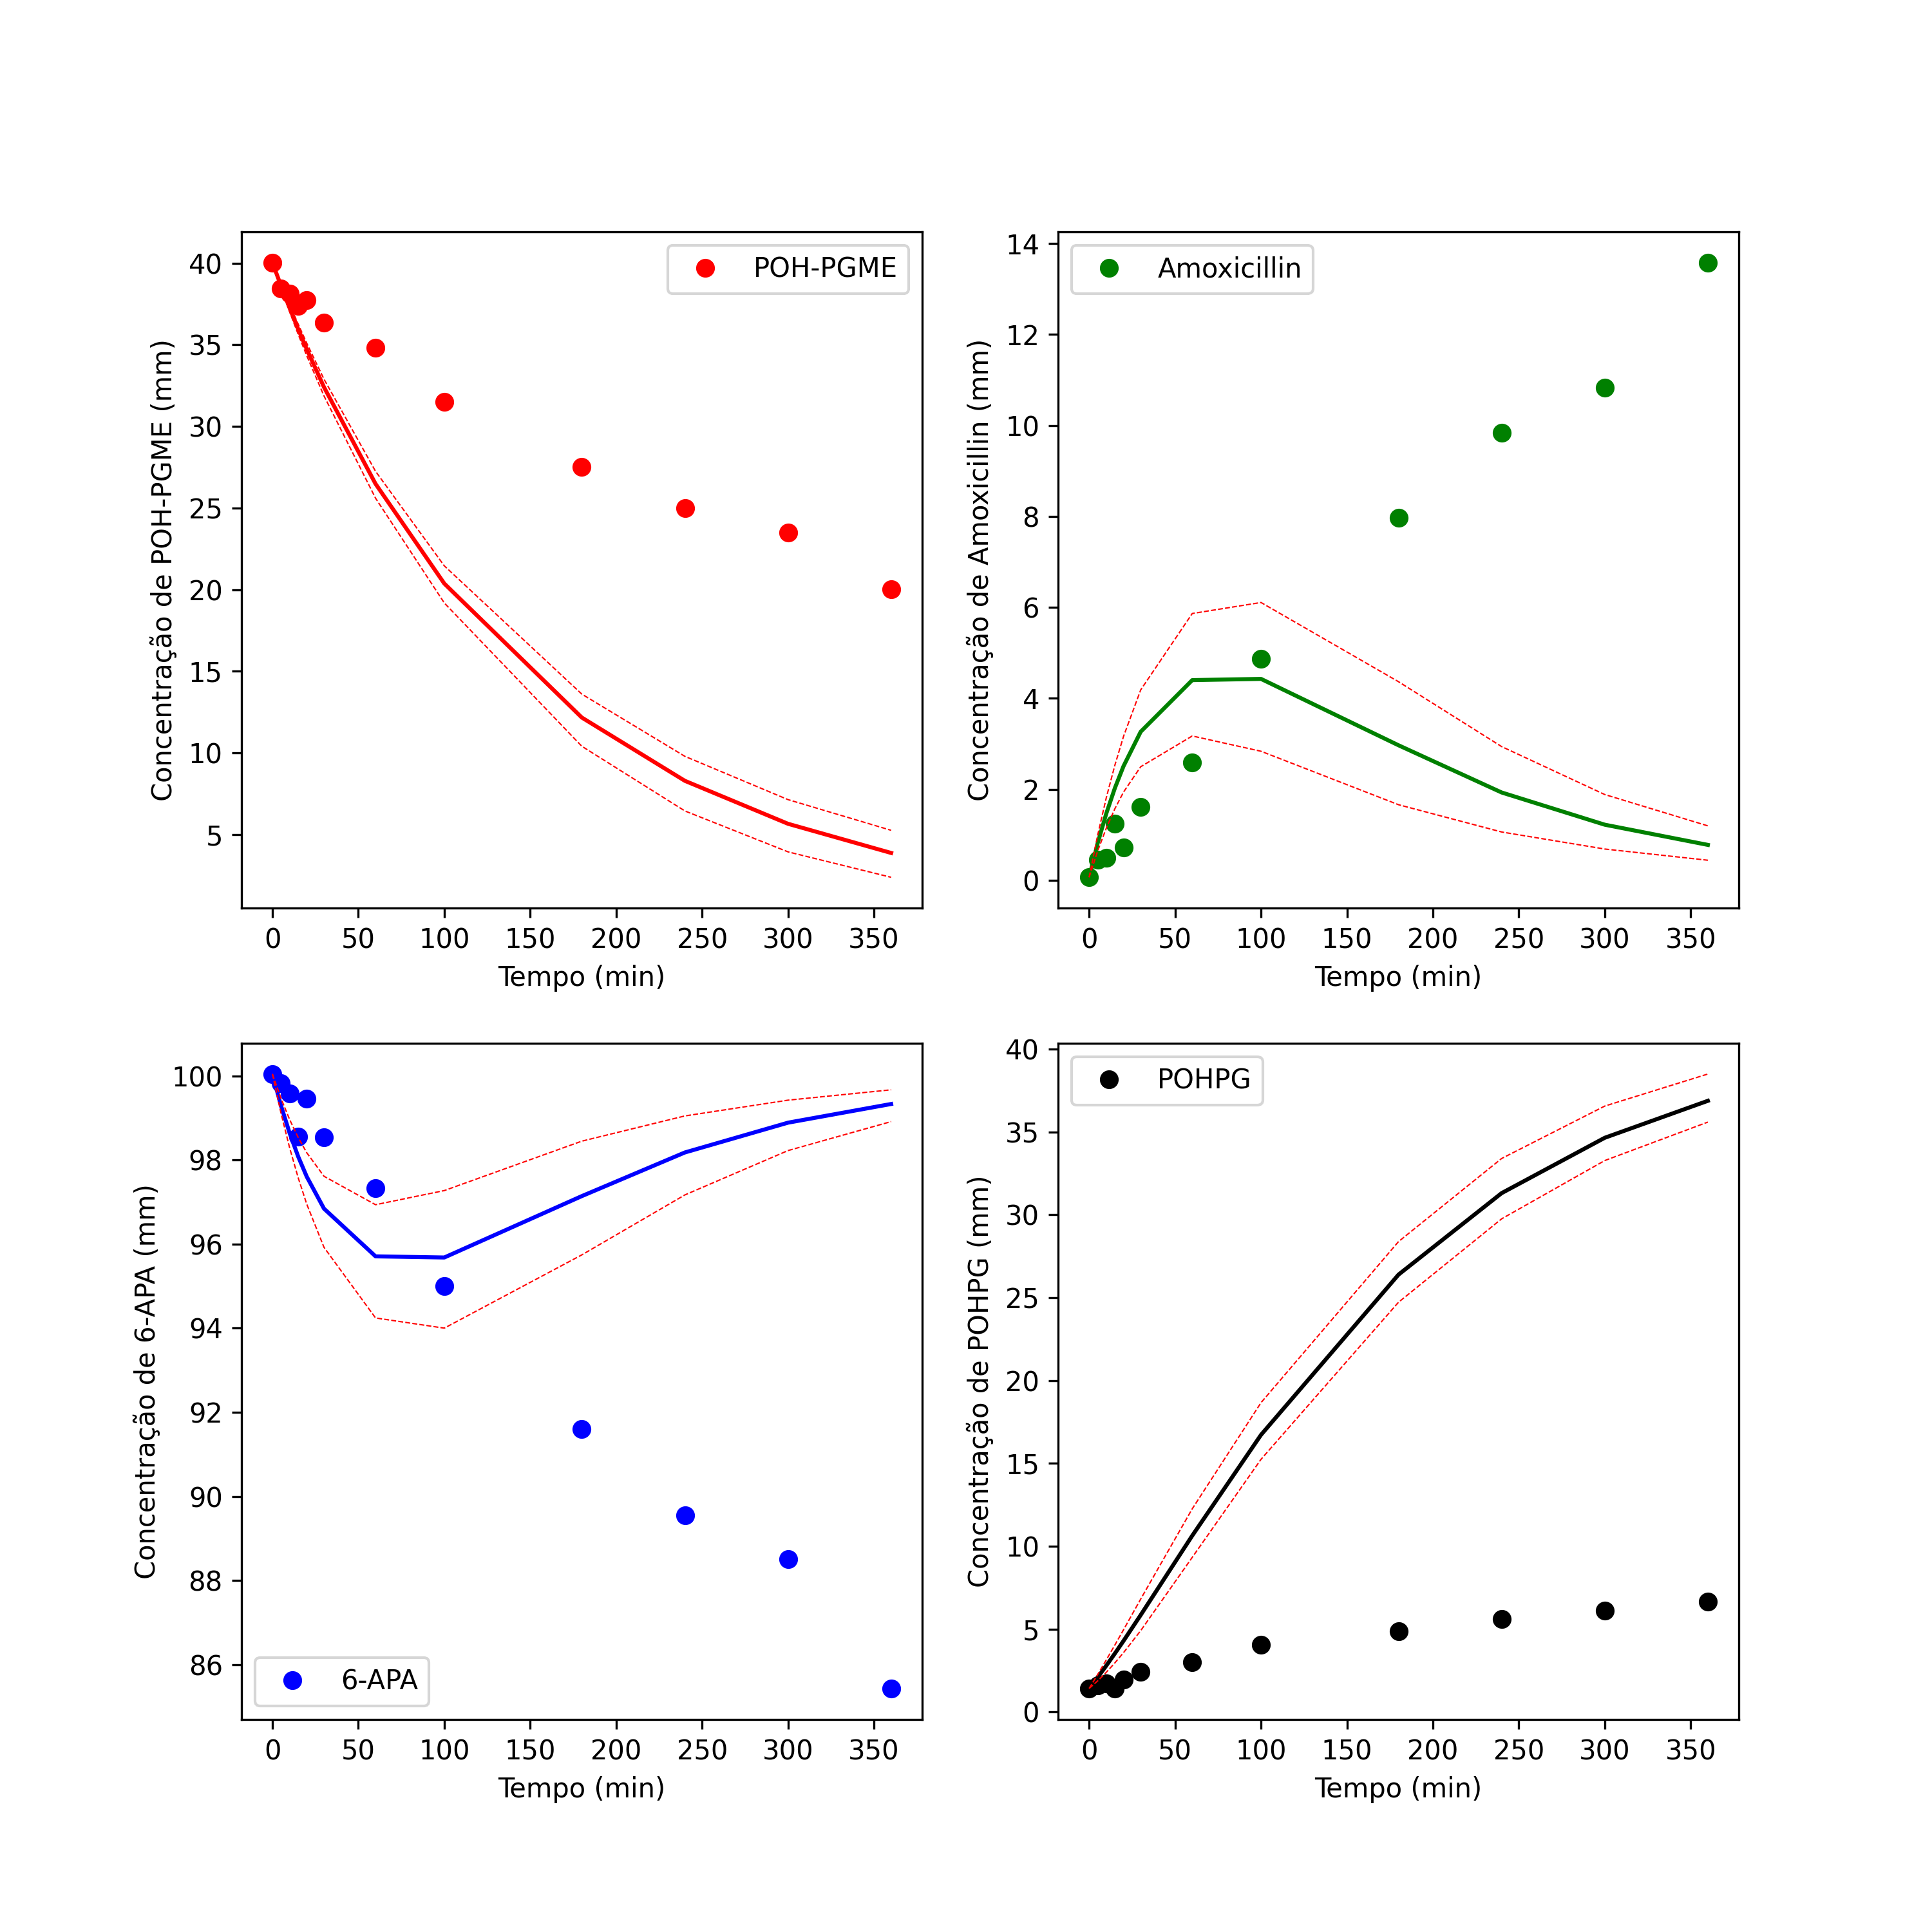 Concentração de POH-PGME (mm)
40
35
30
25
20
15
10
5
POH-PGME
0 50 100 150 200 250 300 350
Tempo (min)
Concentração de Amoxicillin (mm)
14
12
10
8
6
4
2
0
Amoxicillin
0 50 100 150 200 250 300 350
Tempo (min)
Concentração de 6-APA (mm)
100
98
96
94
92
90
88
86
6-APA
0 50 100 150 200 250 300 350
Tempo (min)
Concentração de POHPG (mm)
40
35
30
25
20
15
10
5
0
POHPG
0 50 100 150 200 250 300 350
Tempo (min)